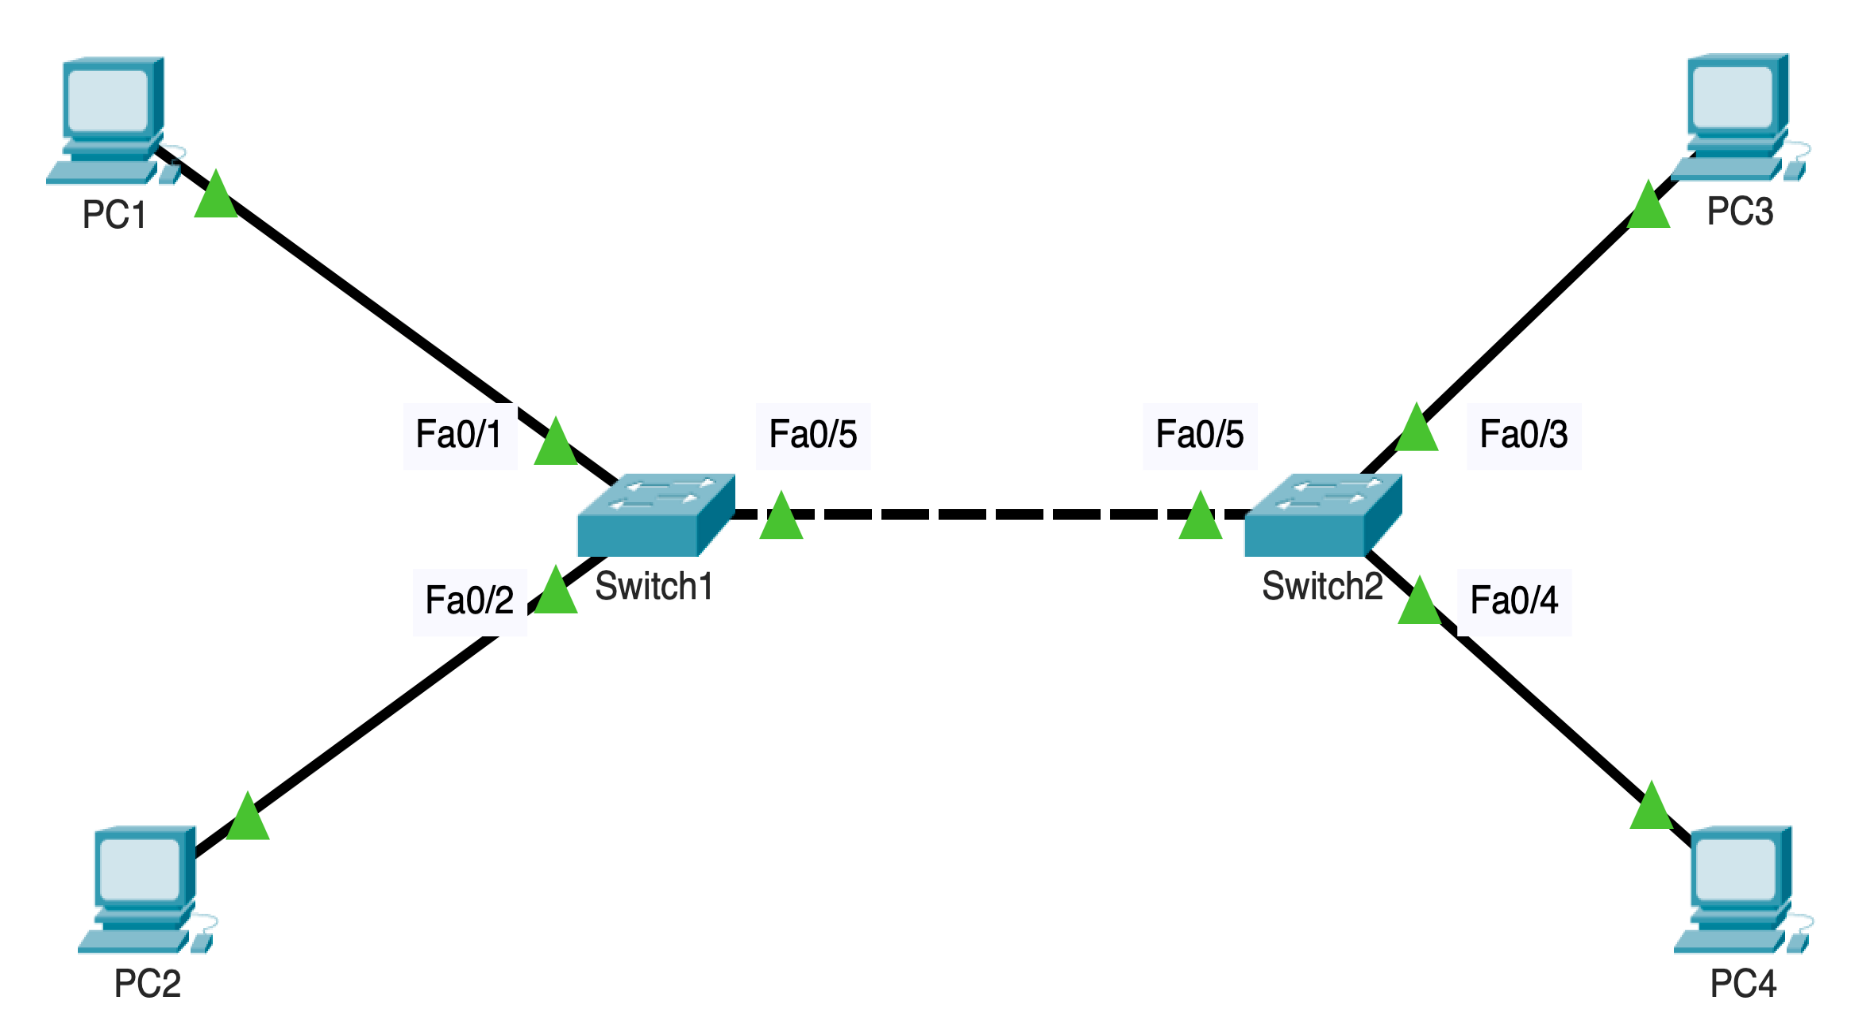 PC1
PC3
Fa0/1
Fa0/5
Fa0/5
Fa0/3
Fa0/2
Switch1
Switch2
Fa0/4
PC2
PC4